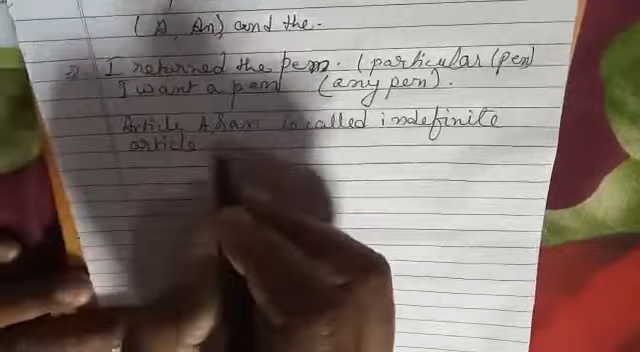 (A, An) and the.
I returned the pen. (particular (pen)
I want a pen (any pen).
Article A & an is called indefinite
article